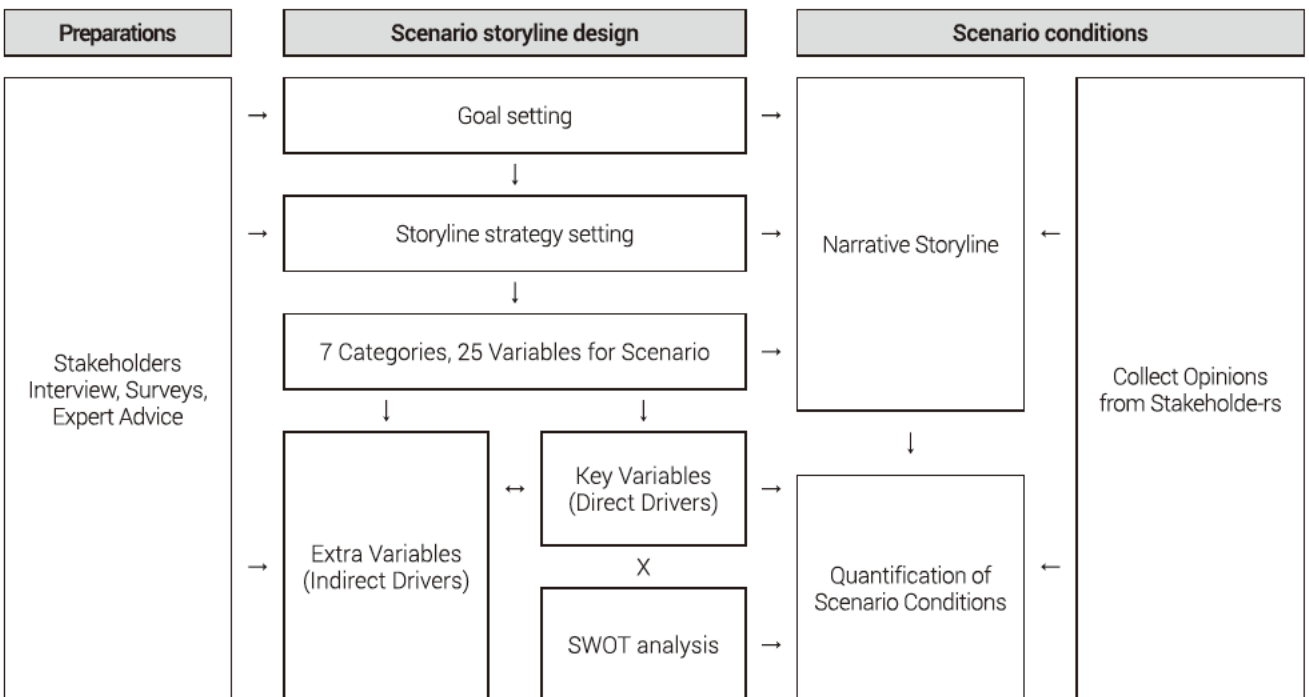 Preparations
Scenario storyline design
Scenario conditions
Stakeholders
Interview, Surveys,
Expert Advice
Goal setting
Storyline strategy setting
7 Categories, 25 Variables for Scenario
Extra Variables
(Indirect Drivers)
Key Variables
(Direct Drivers)
X
SWOT analysis
Narrative Storyline
Quantification of
Scenario Conditions
Collect Opinions
from Stakeholde-rs